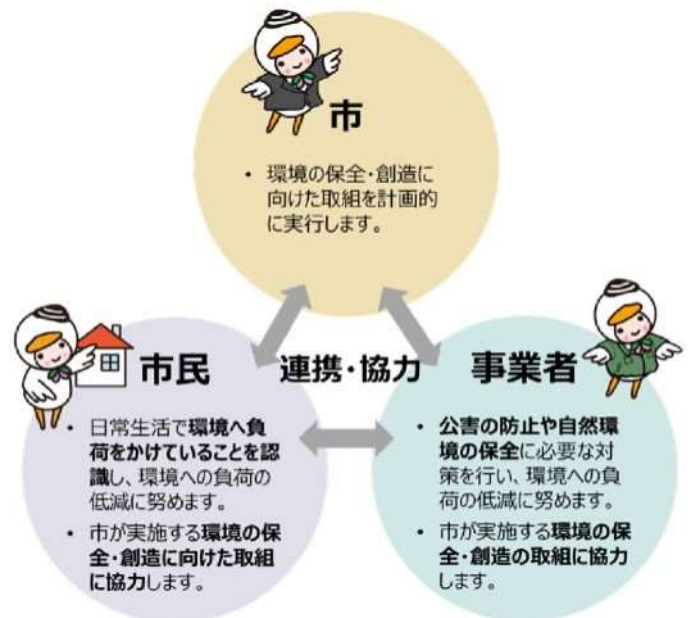 市
・ 環境の保全・創造に
向けた取組を計画的
に実行します。
市民
連携・協力
事業者
・ 日常生活で環境へ負
荷をかけていることを認
識し、環境への負荷の
低減に努めます。
・ 市が実施する環境の保
全・創造に向けた取組
に協力します。
・ 公害の防止や自然環
境の保全に必要な対
策を行い、環境への負
荷の低減に努めます。
・ 市が実施する環境の保
全・創造の取組に協力
します。